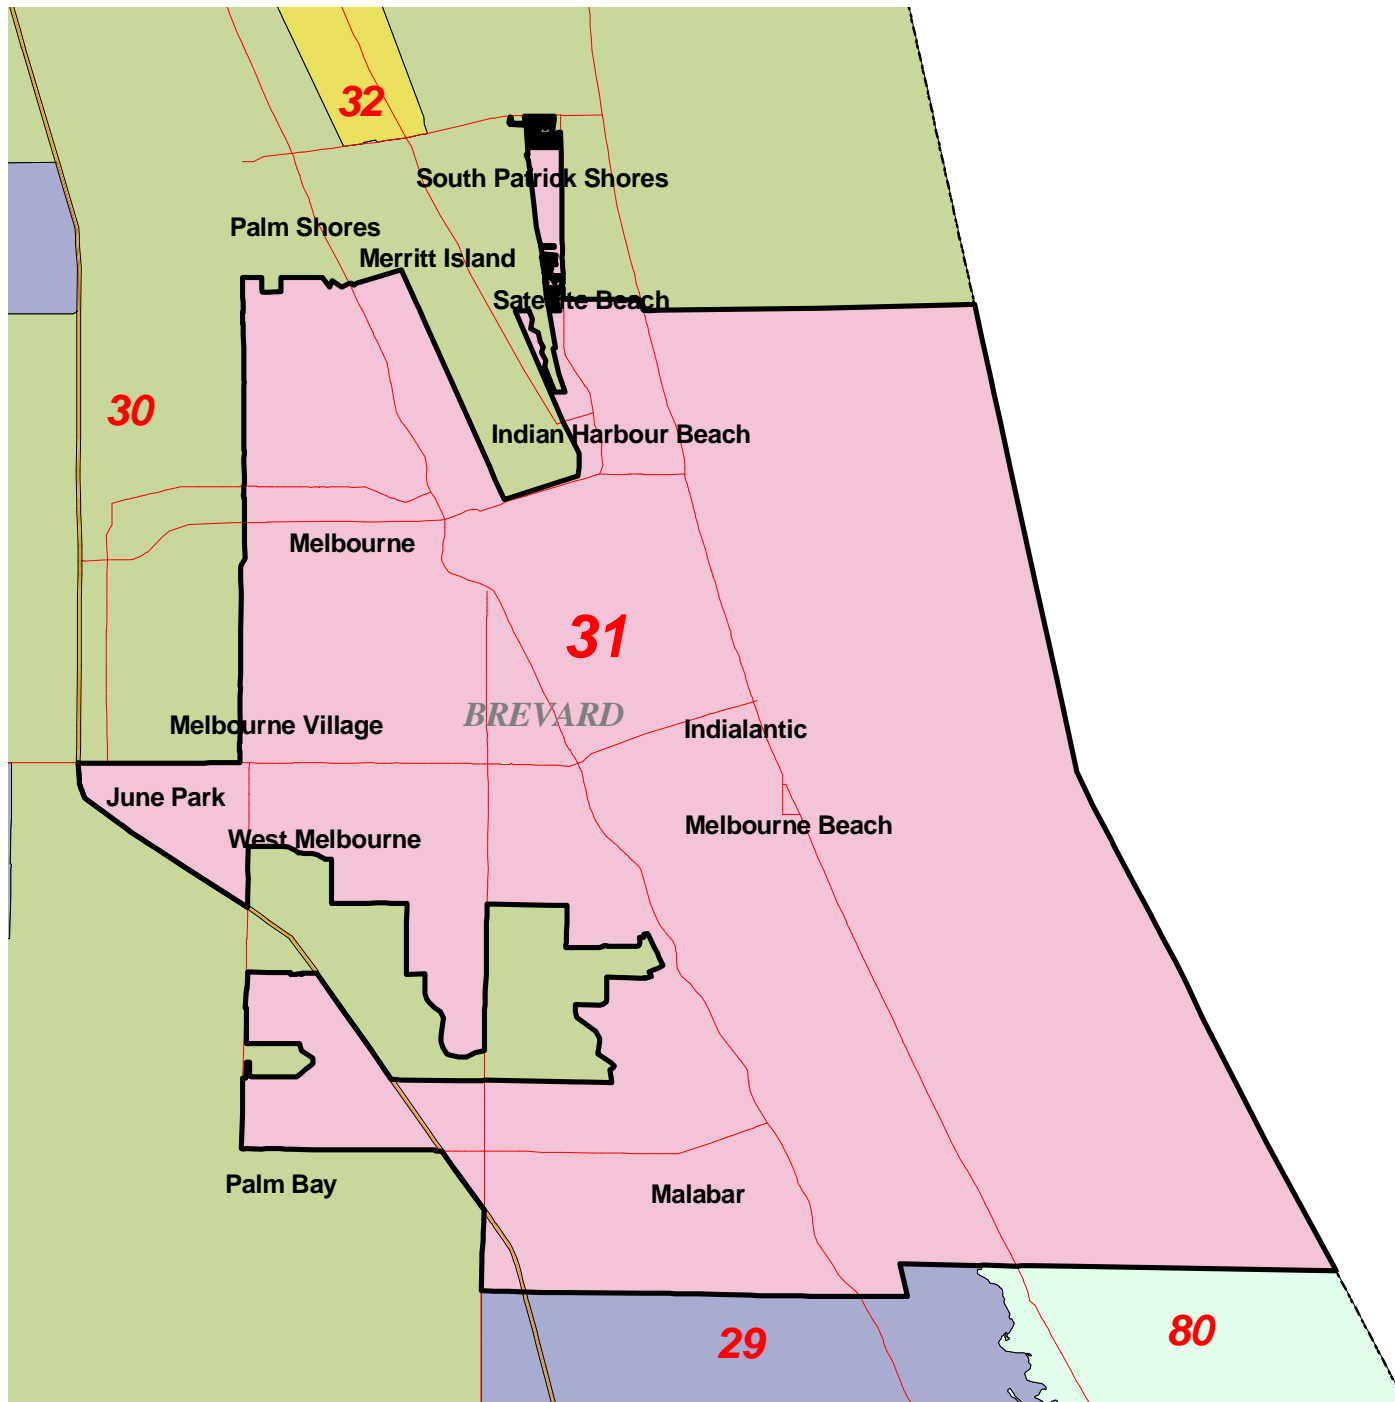 32
South Patrick Shores
Palm Shores
Merritt Island
Satellite Beach
30
Indian Harbour Beach
Melbourne
31
BREVARD
Melbourne Village
Indialantic
June Park
Melbourne Beach
West Melbourne
Palm Bay
Malabar
29
80